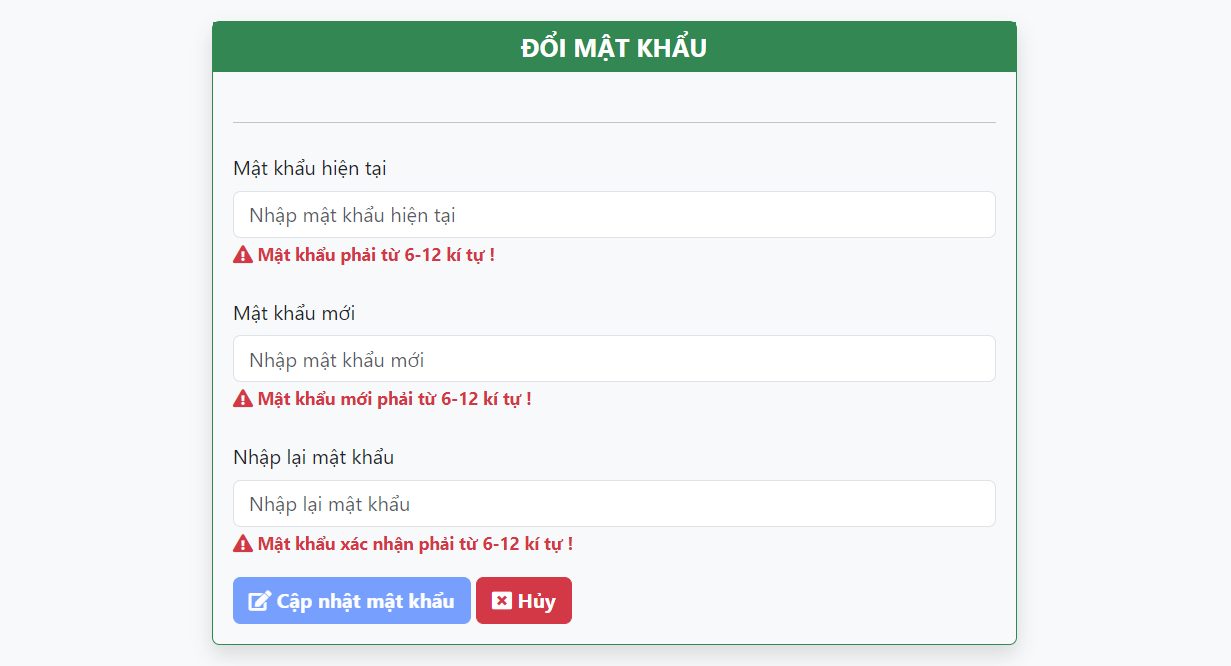 ĐỔI MẬT KHẨU
Mật khẩu hiện tại
Nhập mật khẩu hiện tại
Mật khẩu phải từ 6-12 kí tự !
Mật khẩu mới
Nhập mật khẩu mới
Mật khẩu mới phải từ 6-12 kí tự !
Nhập lại mật khẩu
Nhập lại mật khẩu
Mật khẩu xác nhận phải từ 6-12 kí tự !
Cập nhật mật khẩu Hủy